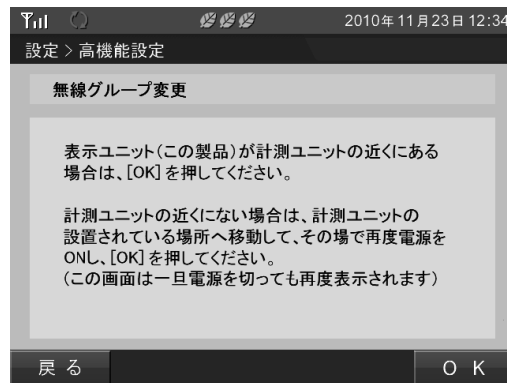 2010年11月23日 12:34
設定 > 高機能設定
無線グループ変更
表示ユニット(この製品)が計測ユニットの近くにある
場合は、[OK]を押してください。
計測ユニットの近くにない場合は、計測ユニットの
設置されている場所へ移動して、その場で再度電源を
ONし、[OK]を押してください。
(この画面は一旦電源を切っても再度表示されます)
戻る
OK